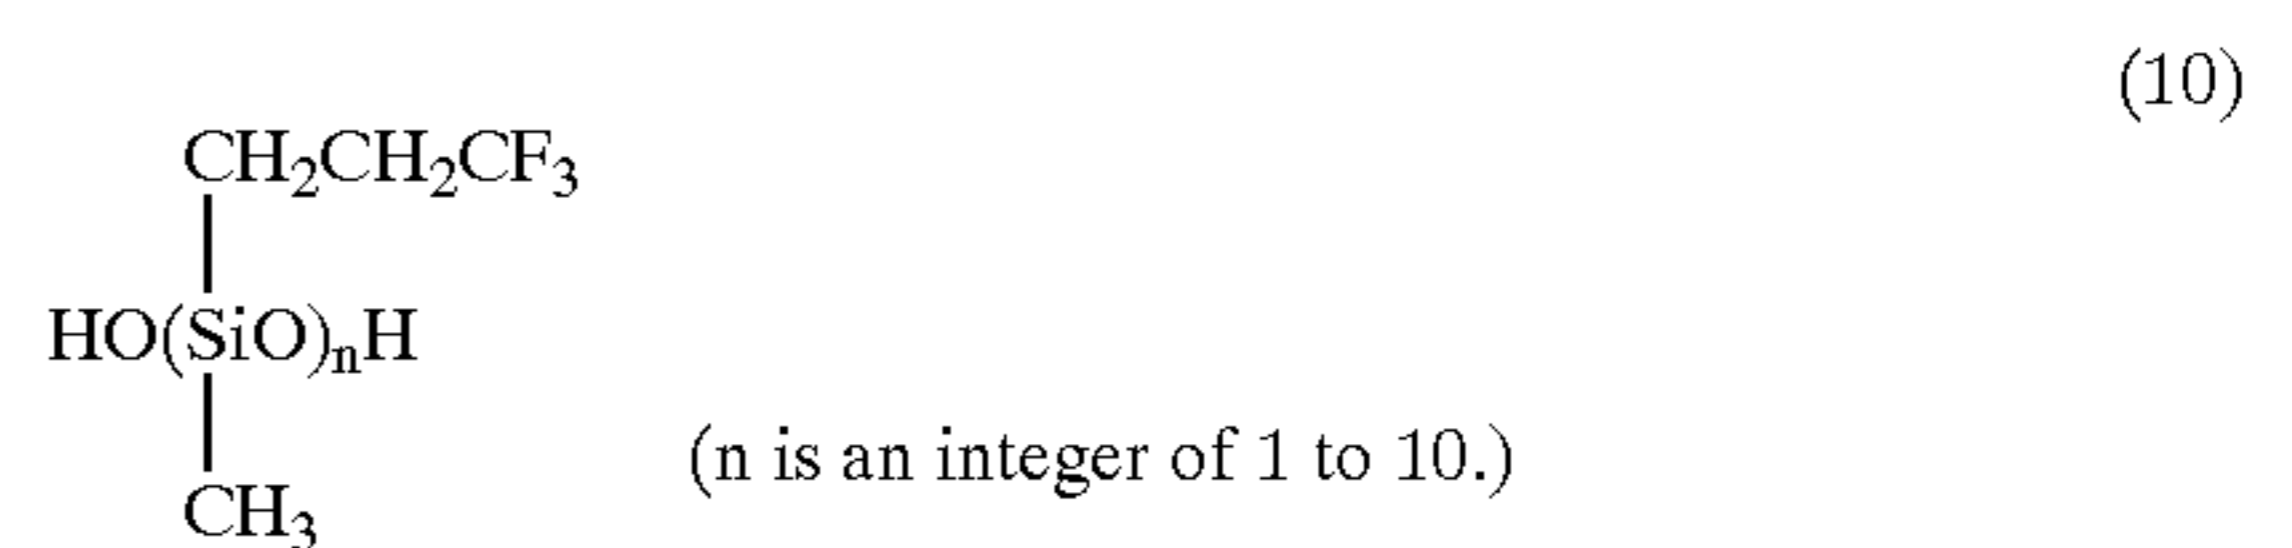 (10)
CH₂CH₂CF₃
HO(SiO)ₙH
(n is an integer of 1 to 10.)
CH₃